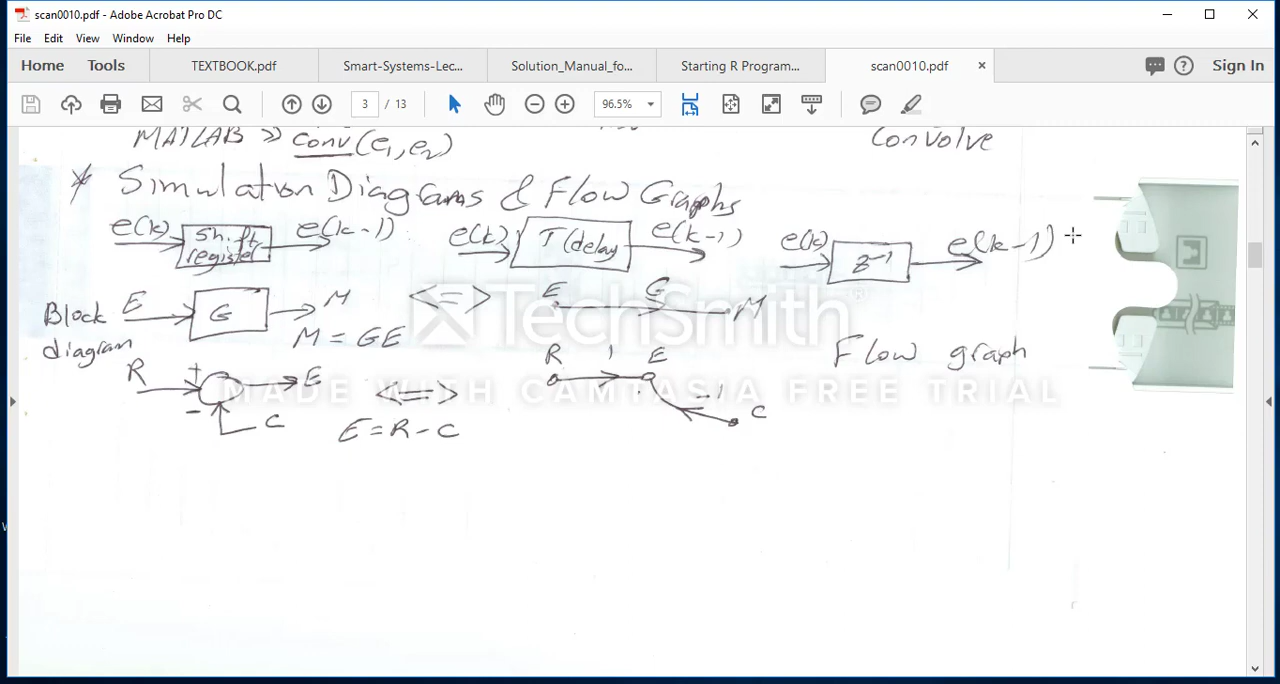 scan0010.pdf - Adobe Acrobat Pro DC
File Edit View Window Help
Home Tools TEXTBOOK.pdf Smart-Systems-Lec... Solution_Manual_fo... Starting R Program... scan0010.pdf × Sign In
3 / 13 96.5%
MATLAB >> conv(e₁,e₂) Convolve
* Simulation Diagrams & Flow Graphs
e(k) Shift register e(k-1) e(k) T(delay e(k-1) e(k) z⁻¹ e(k-1)
Block diagram E G M <=> E G M
M = GE Flow graph
R + - E C <=> R 1 E -1 C
E = R - C
TechSmith
MADE WITH CAMTASIA FREE TRIAL